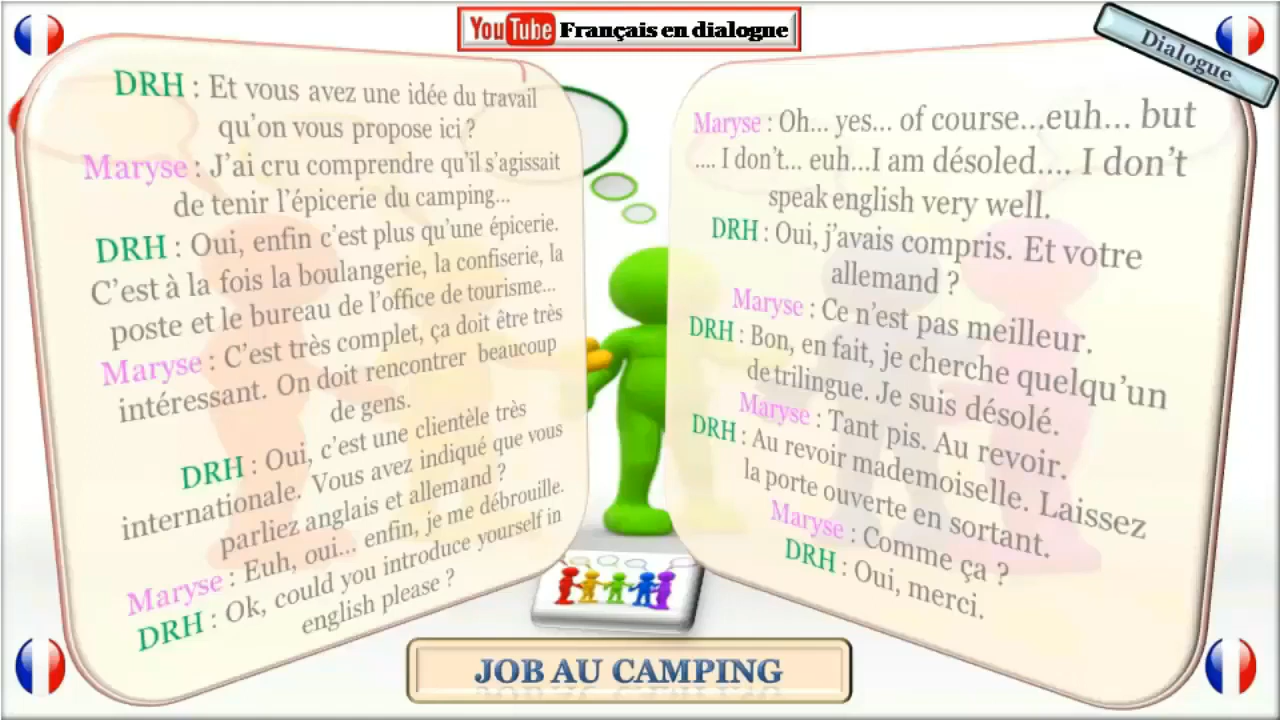 YouTube Français en dialogue
Dialogue
DRH : Et vous avez une idée du travail
qu'on vous propose ici ?
Maryse : J'ai cru comprendre qu'il s'agissait
de tenir l'épicerie du camping...
DRH : Oui, enfin c'est plus qu'une épicerie.
C'est à la fois la boulangerie, la confiserie, la
poste et le bureau de l'office de tourisme...
Maryse : C'est très complet, ça doit être très
intéressant. On doit rencontrer beaucoup
de gens.
DRH : Oui, c'est une clientèle très
internationale. Vous avez indiqué que vous
parliez anglais et allemand ?
Maryse : Euh, oui... enfin, je me débrouille.
DRH : Ok, could you introduce yourself in
english please ?
Maryse : Oh... yes... of course...euh... but
.... I don't... euh...I am désoled.... I don't
speak english very well.
DRH : Oui, j'avais compris. Et votre
allemand ?
Maryse : Ce n'est pas meilleur.
DRH : Bon, en fait, je cherche quelqu'un
de trilingue. Je suis désolé.
Maryse : Tant pis. Au revoir.
DRH : Au revoir mademoiselle. Laissez
la porte ouverte en sortant.
Maryse : Comme ça ?
DRH : Oui, merci.
JOB AU CAMPING